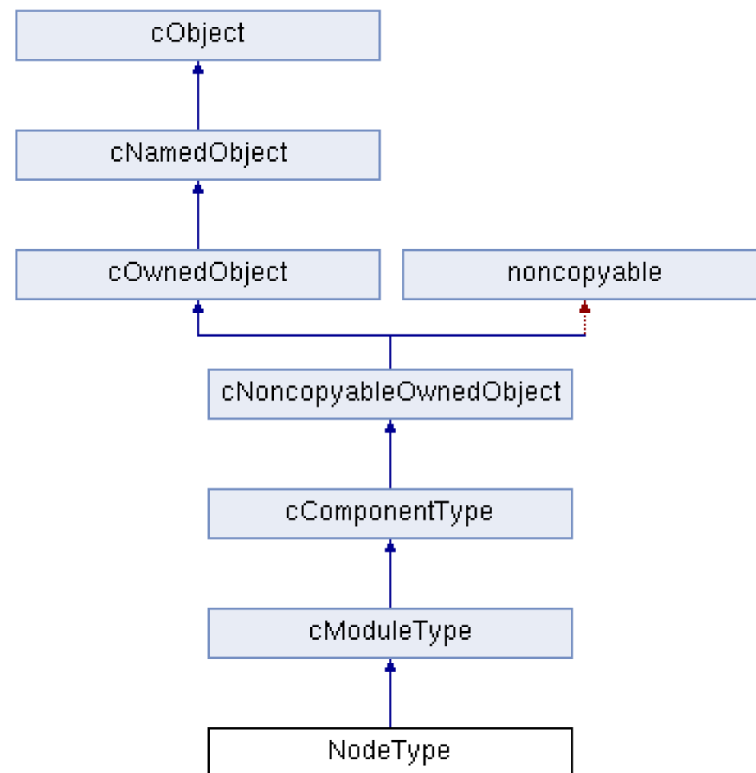 cObject
cNamedObject
cOwnedObject
noncopyable
cNoncopyableOwnedObject
cComponentType
cModuleType
NodeType